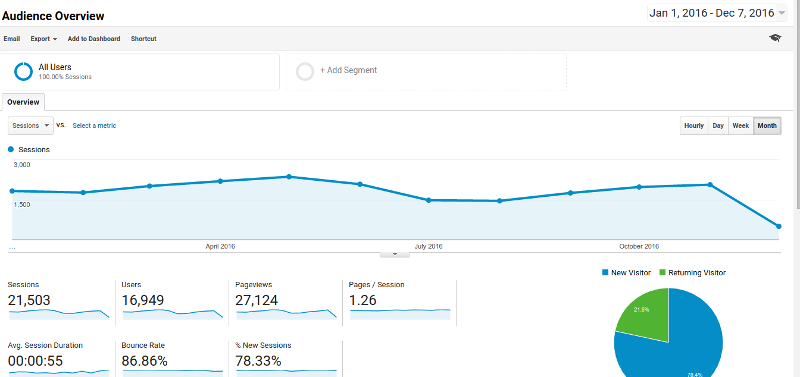 Audience Overview
Jan 1, 2016 - Dec 7, 2016
Email Export Add to Dashboard Shortcut
All Users
100.00% Sessions
+ Add Segment
Overview
Sessions vs. Select a metric
Hourly Day Week Month
Sessions
3,000
1,500
... April 2016 July 2016 October 2016
New Visitor Returning Visitor
Sessions Users Pageviews Pages / Session
21,503 16,949 27,124 1.26
21.6%
Avg. Session Duration Bounce Rate % New Sessions
00:00:55 86.86% 78.33%
78.4%